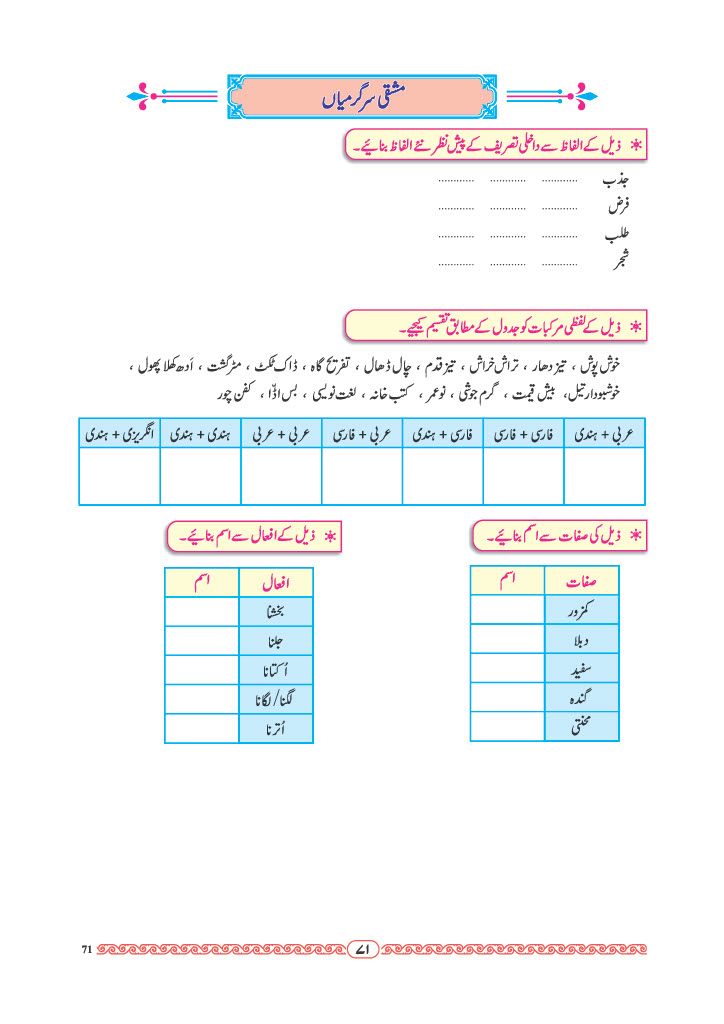 مشقی سرگرمیاں
* ذیل کے الفاظ سے داخلی تصریف کے پیش نظر نئے الفاظ بنائیے۔
جذب ............ ............ ............
فرض ............ ............ ............
طلب ............ ............ ............
شجر ............ ............ ............
* ذیل کے لفظی مرکبات کو جدول کے مطابق تقسیم کیجیے۔
خوش پوش ، تیز دھار ، تراش خراش ، تیز قدم ، چال ڈھال ، تفریح گاہ ، ڈاک ٹکٹ ، مٹرگشت ، اَدھ کھلا پھول ،
خوشبودار تیل، بیش قیمت ، گرم جوشی ، نو عمر ، کتب خانہ ، لغت نویسی ، بس اڈّا ، کفن چور
عربی + ہندی فارسی + فارسی فارسی + ہندی عربی + فارسی عربی + عربی ہندی + ہندی انگریزی + ہندی
* ذیل کی صفات سے اسم بنائیے۔
صفات اسم
کمزور
دبلا
سفید
گندہ
محنتی
* ذیل کے افعال سے اسم بنائیے۔
افعال اسم
بخشنا
جلنا
اُکتانا
لگنا/ لگانا
اُترنا
71 ۷۱